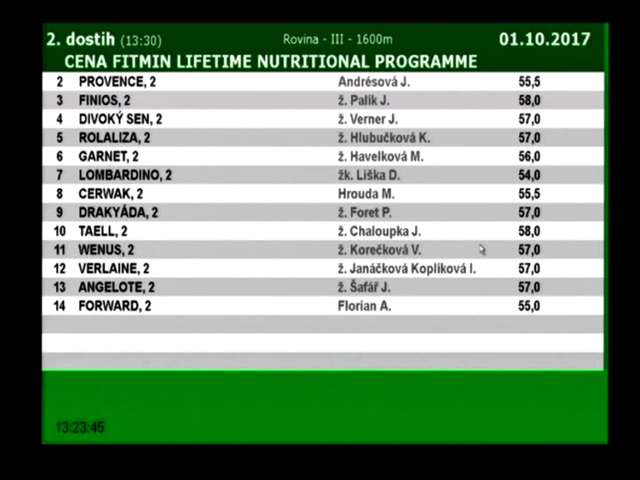 2. dostih (13:30) Rovina - III - 1600m 01.10.2017
CENA FITMIN LIFETIME NUTRITIONAL PROGRAMME
2 PROVENCE, 2 Andrésová J. 55,5
3 FINIOS, 2 ž. Palík J. 58,0
4 DIVOKÝ SEN, 2 ž. Verner J. 57,0
5 ROLALIZA, 2 ž. Hlubučková K. 57,0
6 GARNET, 2 ž. Havelková M. 56,0
7 LOMBARDINO, 2 žk. Liška D. 54,0
8 CERWAK, 2 Hrouda M. 55,5
9 DRAKYÁDA, 2 ž. Foret P. 57,0
10 TAELL, 2 ž. Chaloupka J. 58,0
11 WENUS, 2 ž. Korečková V. 57,0
12 VERLAINE, 2 ž. Janáčková Koplíková I. 57,0
13 ANGELOTE, 2 ž. Šafář J. 57,0
14 FORWARD, 2 Florian A. 55,0
13:23:45